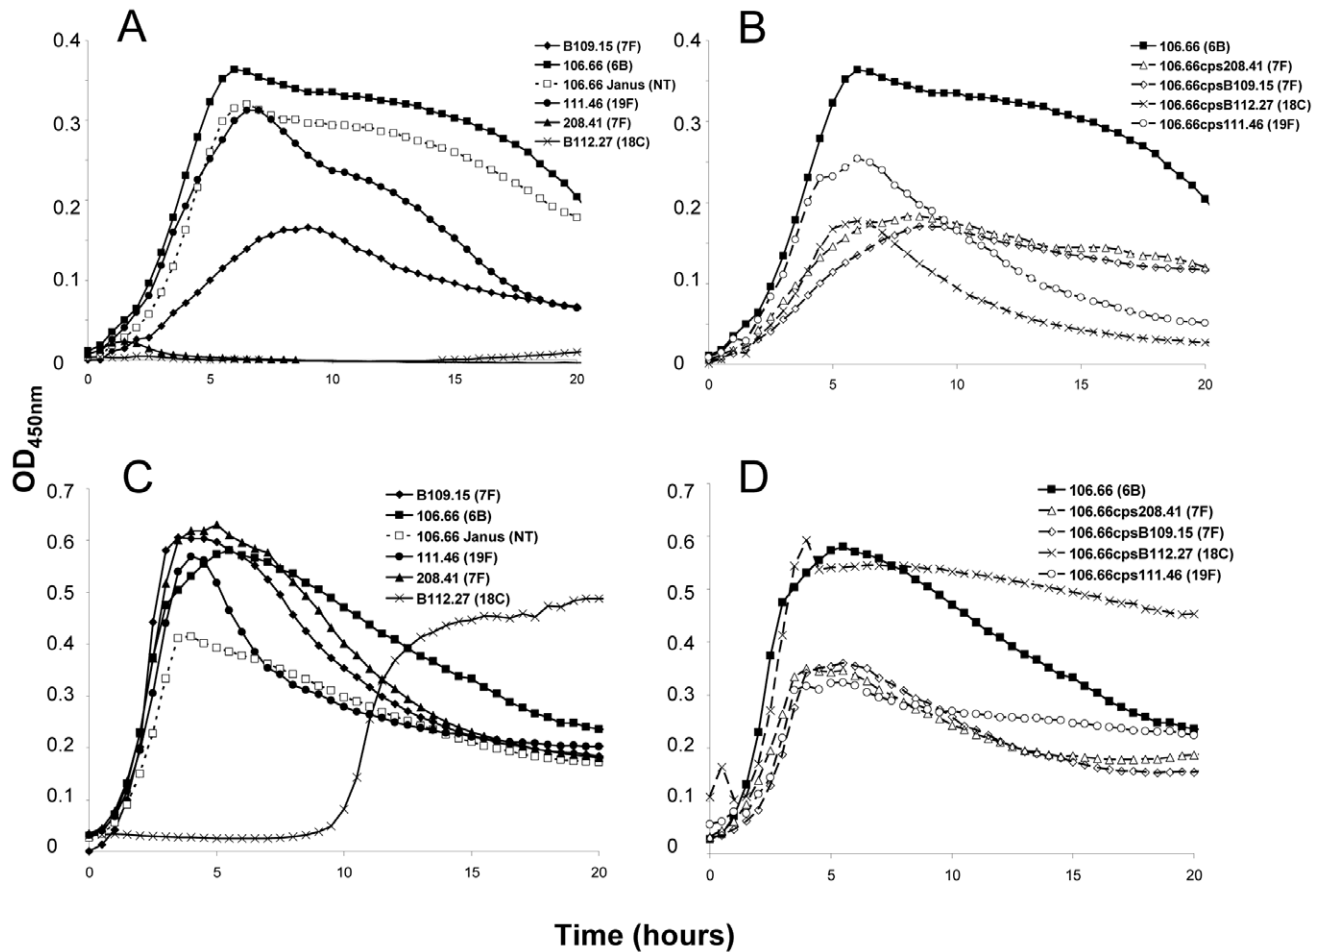 A
B109.15 (7F)
106.66 (6B)
106.66 Janus (NT)
111.46 (19F)
208.41 (7F)
B112.27 (18C)
0.4
0.3
0.2
0.1
0
0 5 10 15 20
B
106.66 (6B)
106.66cps208.41 (7F)
106.66cpsB109.15 (7F)
106.66cpsB112.27 (18C)
106.66cps111.46 (19F)
0.4
0.3
0.2
0.1
0
0 5 10 15 20
OD450nm
C
B109.15 (7F)
106.66 (6B)
106.66 Janus (NT)
111.46 (19F)
208.41 (7F)
B112.27 (18C)
0.7
0.6
0.5
0.4
0.3
0.2
0.1
0
0 5 10 15 20
D
106.66 (6B)
106.66cps208.41 (7F)
106.66cpsB109.15 (7F)
106.66cpsB112.27 (18C)
106.66cps111.46 (19F)
0.7
0.6
0.5
0.4
0.3
0.2
0.1
0
0 5 10 15 20
Time (hours)